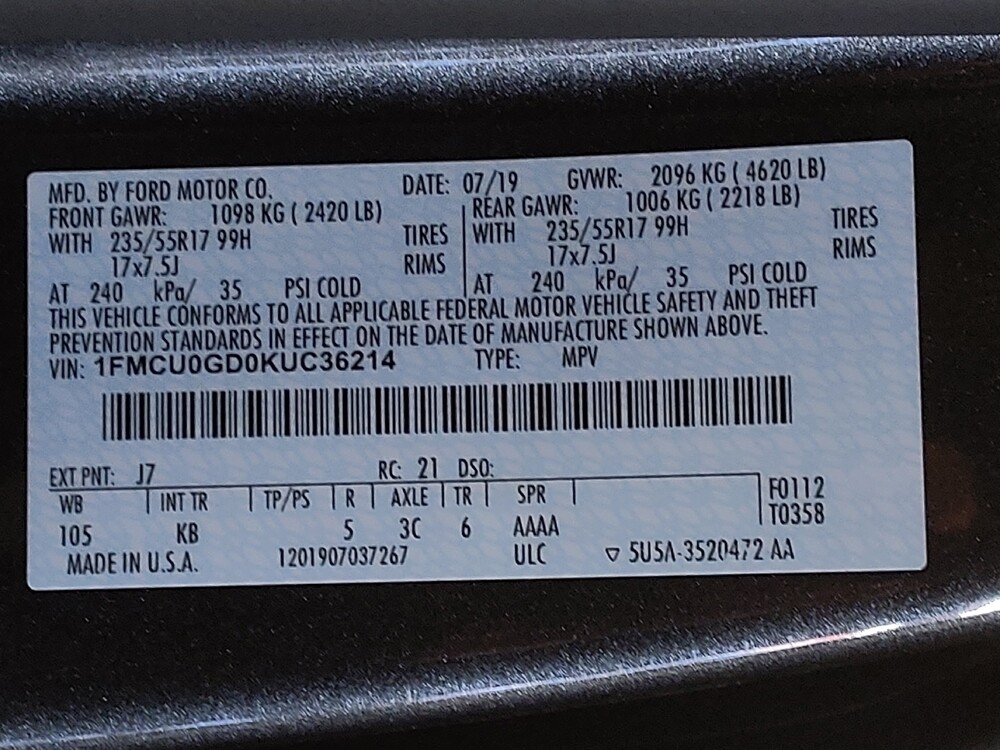 MFD. BY FORD MOTOR CO. DATE: 07/19 GVWR: 2096 KG ( 4620 LB)
FRONT GAWR: 1098 KG ( 2420 LB) REAR GAWR: 1006 KG ( 2218 LB)
WITH 235/55R17 99H TIRES WITH 235/55R17 99H TIRES
17x7.5J RIMS 17x7.5J RIMS
AT 240 kPa/ 35 PSI COLD AT 240 kPa/ 35 PSI COLD
THIS VEHICLE CONFORMS TO ALL APPLICABLE FEDERAL MOTOR VEHICLE SAFETY AND THEFT
PREVENTION STANDARDS IN EFFECT ON THE DATE OF MANUFACTURE SHOWN ABOVE.
VIN: 1FMCU0GD0KUC36214 TYPE: MPV
EXT PNT: J7 RC: 21 DSO:
WB INT TR TP/PS R AXLE TR SPR F0112
T0358
105 KB 5 3C 6 AAAA
MADE IN U.S.A. 1201907037267 ULC ▽ 5U5A-3520472 AA